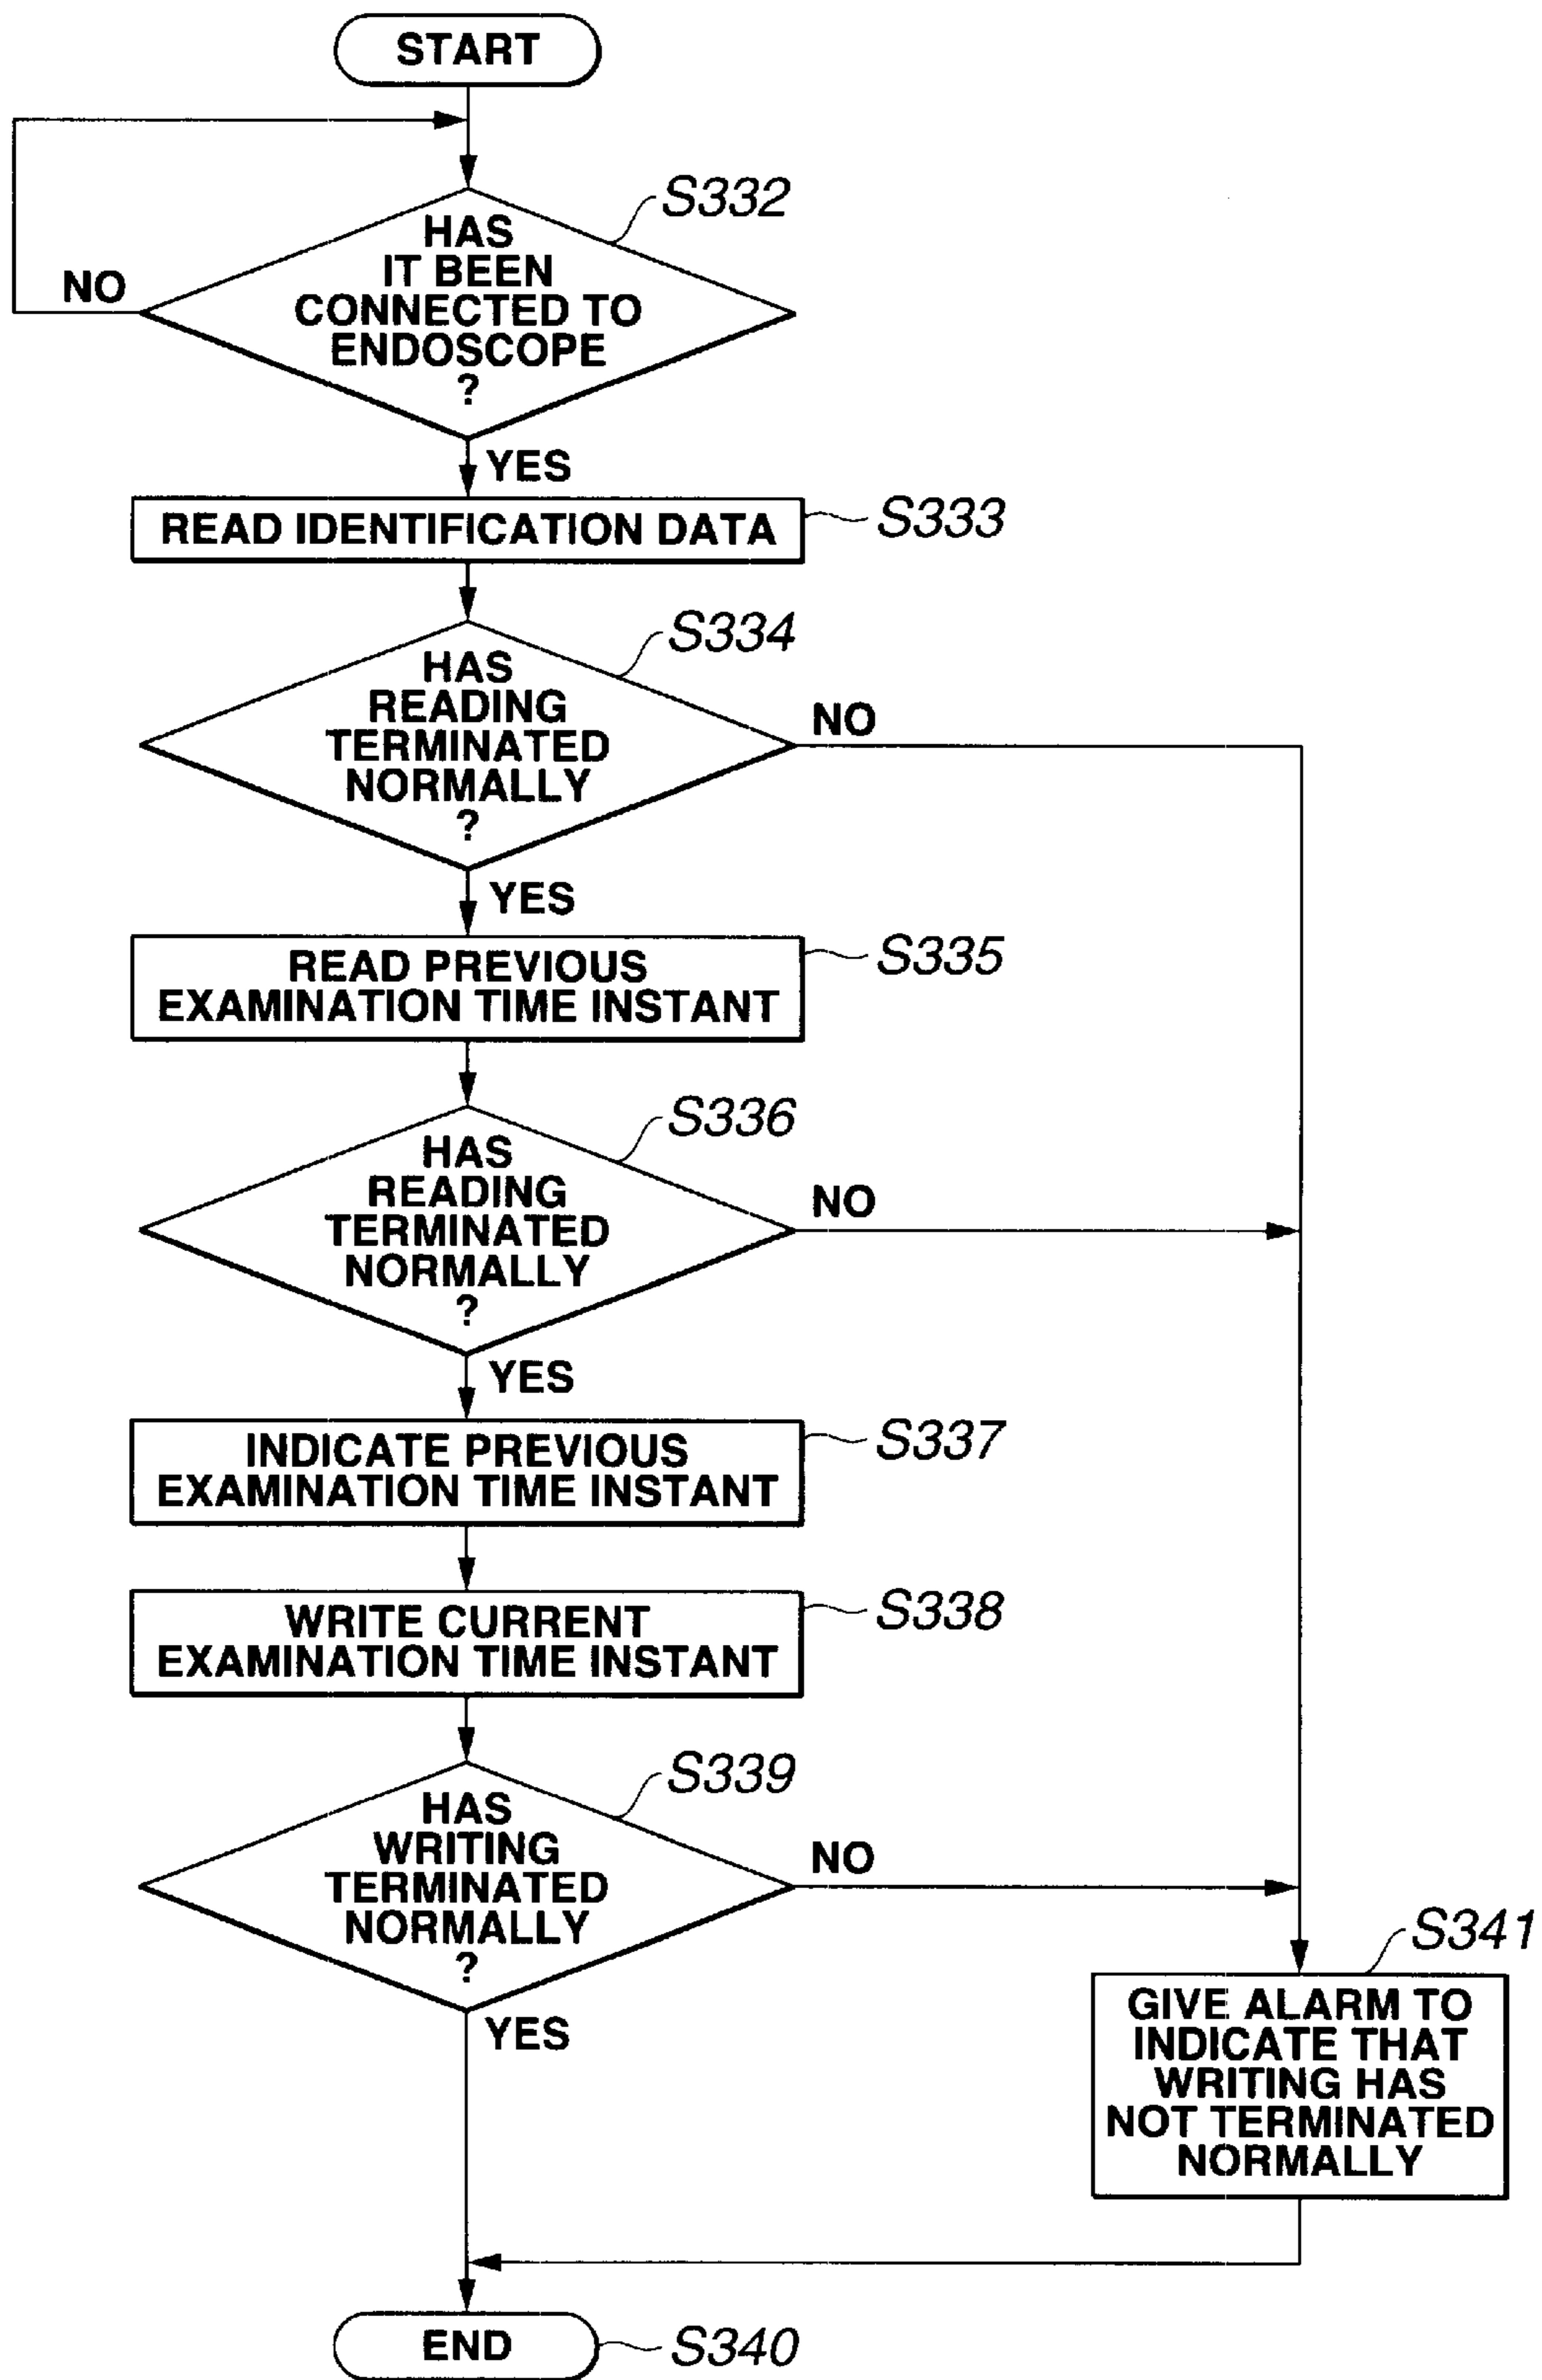 START
S332
HAS
IT BEEN
CONNECTED TO
ENDOSCOPE
?
NO
YES
READ IDENTIFICATION DATA
S333
S334
HAS
READING
TERMINATED
NORMALLY
?
NO
YES
READ PREVIOUS
EXAMINATION TIME INSTANT
S335
S336
HAS
READING
TERMINATED
NORMALLY
?
NO
YES
INDICATE PREVIOUS
EXAMINATION TIME INSTANT
S337
WRITE CURRENT
EXAMINATION TIME INSTANT
S338
S339
HAS
WRITING
TERMINATED
NORMALLY
?
NO
YES
S341
GIVE ALARM TO
INDICATE THAT
WRITING HAS
NOT TERMINATED
NORMALLY
END
S340